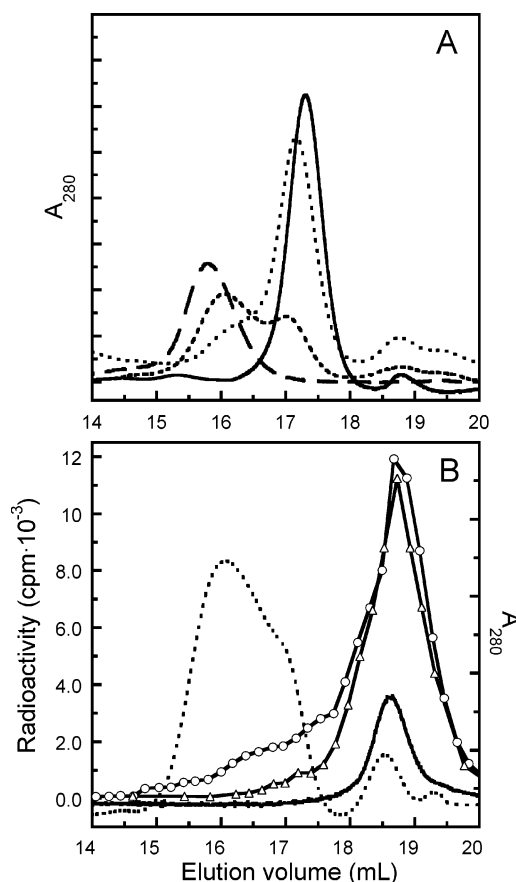 A
A280
14 15 16 17 18 19 20
B
12
10
8.0
6.0
4.0
2.0
0.0
Radioactivity (cpm·10-3)
A280
14 15 16 17 18 19 20
Elution volume (mL)